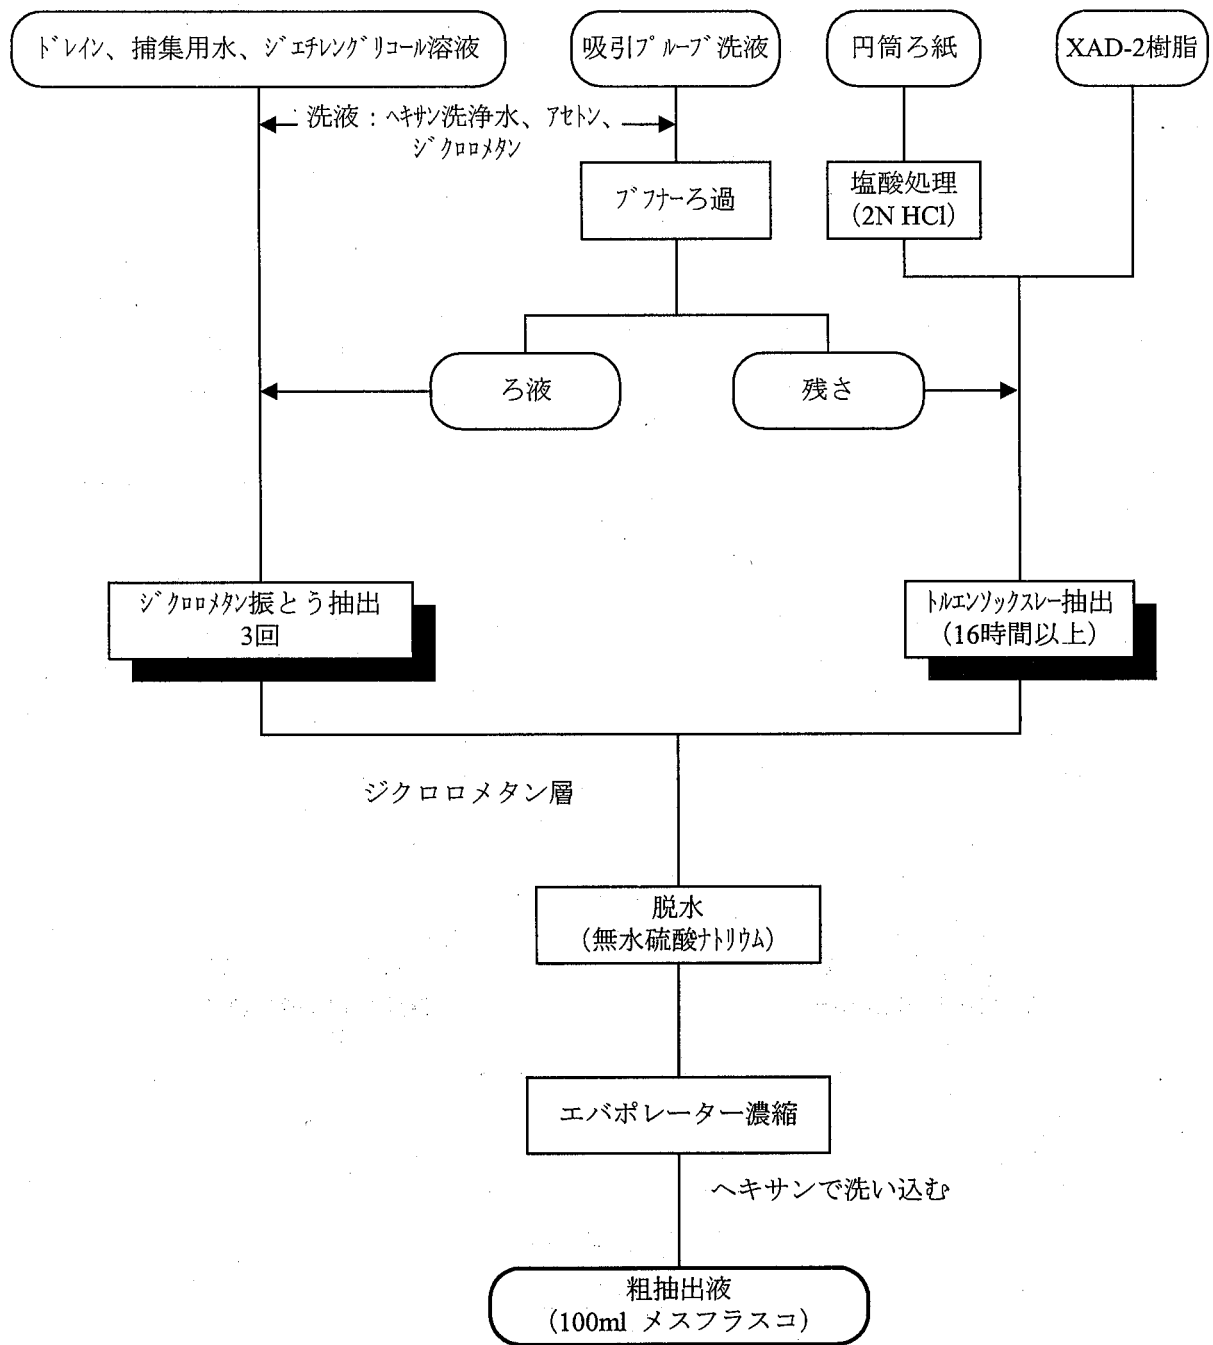 ﾄﾞﾚｲﾝ、捕集用水、ｼﾞｴﾁﾚﾝｸﾞﾘｺｰﾙ溶液
吸引ﾌﾟﾙｰﾌﾞ洗液
円筒ろ紙
XAD-2樹脂
洗液：ﾍｷｻﾝ洗浄水、ｱｾﾄﾝ、
ｼﾞｸﾛﾛﾒﾀﾝ
ﾌﾞﾌﾅｰろ過
塩酸処理
（2N HCl）
ろ液
残さ
ｼﾞｸﾛﾛﾒﾀﾝ振とう抽出
3回
ﾄﾙｴﾝｿｯｸｽﾚｰ抽出
（16時間以上）
ジクロロメタン層
脱水
（無水硫酸ﾅﾄﾘｳﾑ）
エバポレーター濃縮
ヘキサンで洗い込む
粗抽出液
（100ml メスフラスコ）